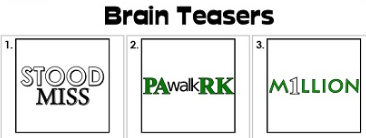 Brain Teasers
1. 2. 3.
STOOD
MISS
PAwalkRK
M1LLION